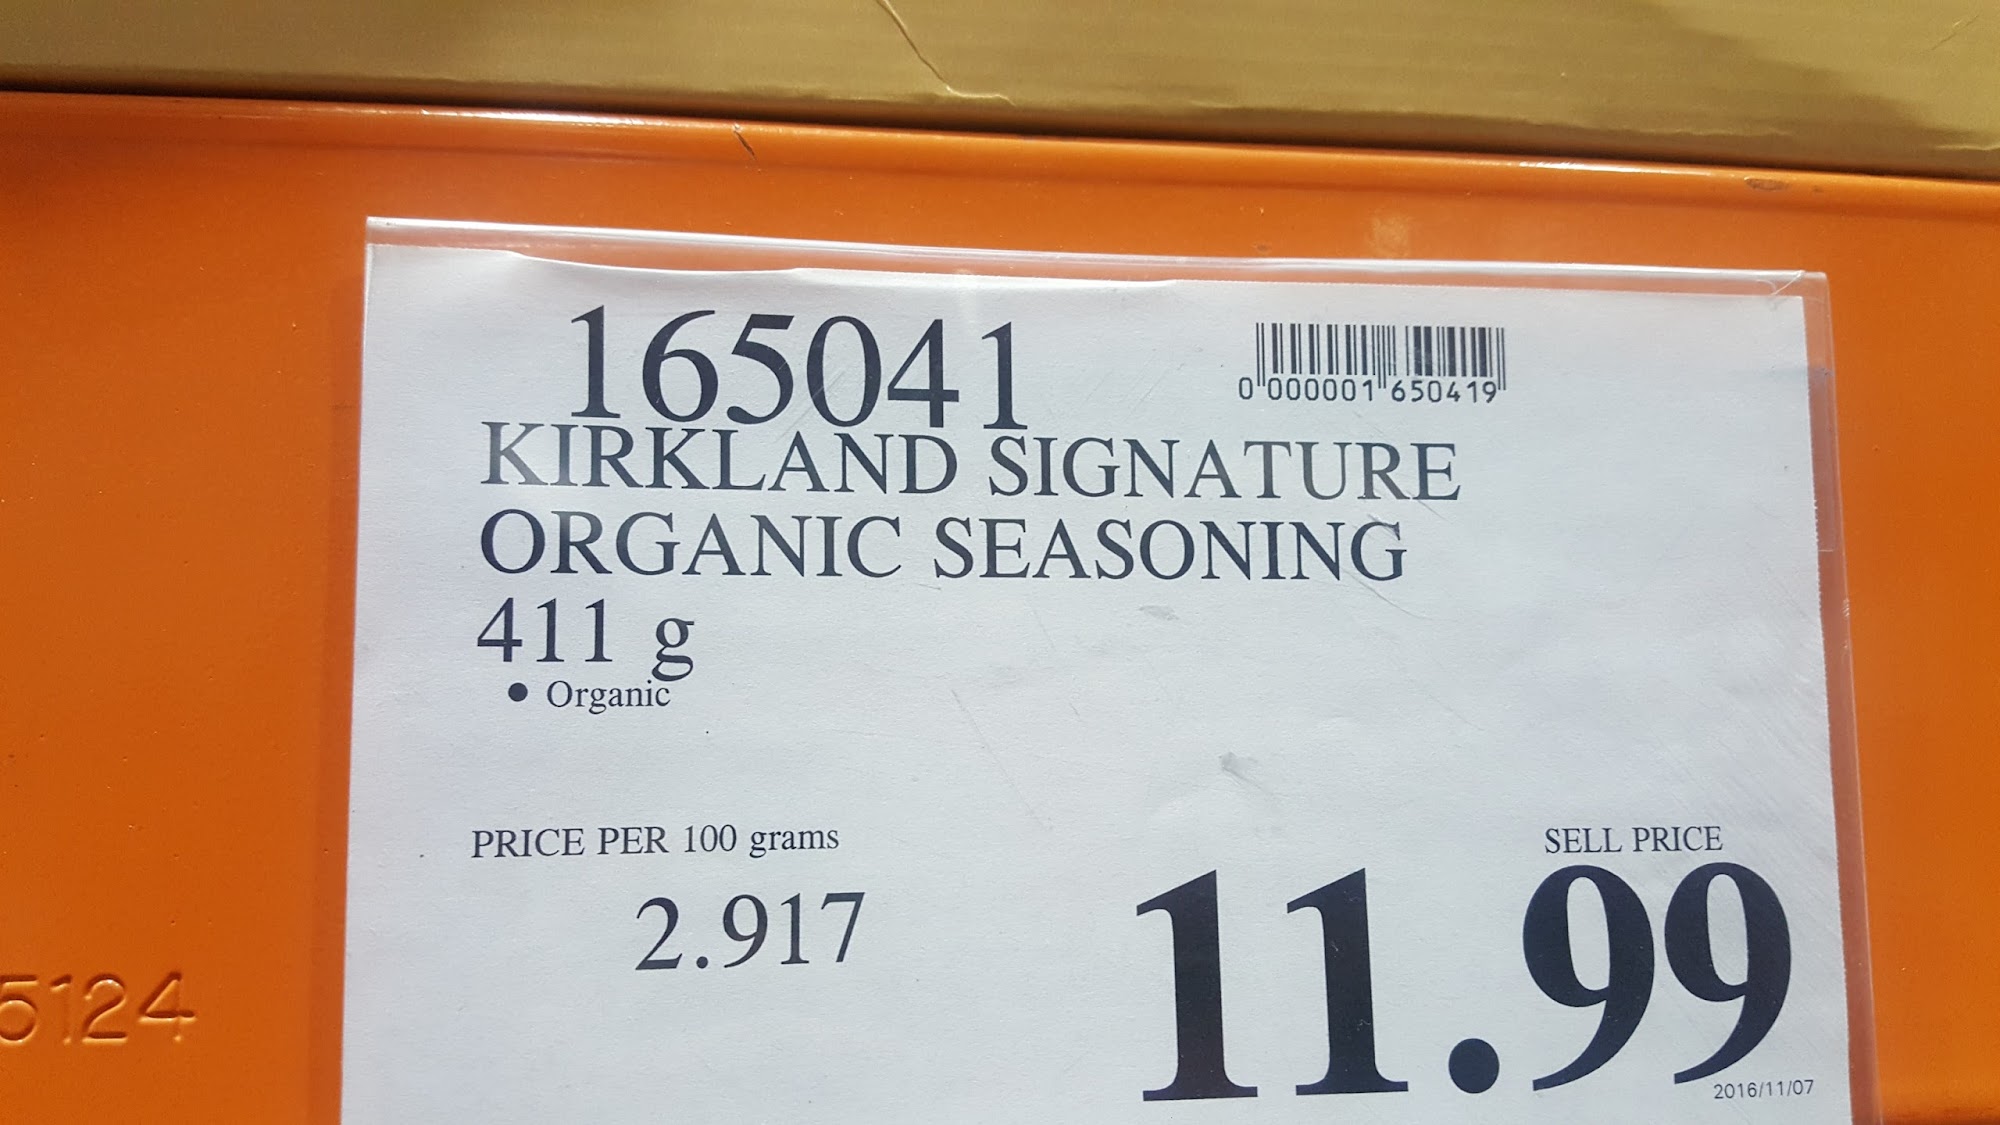 165041
0 000001 650419
KIRKLAND SIGNATURE
ORGANIC SEASONING
411 g
• Organic
PRICE PER 100 grams
2.917
SELL PRICE
11.99
2016/11/07
5124